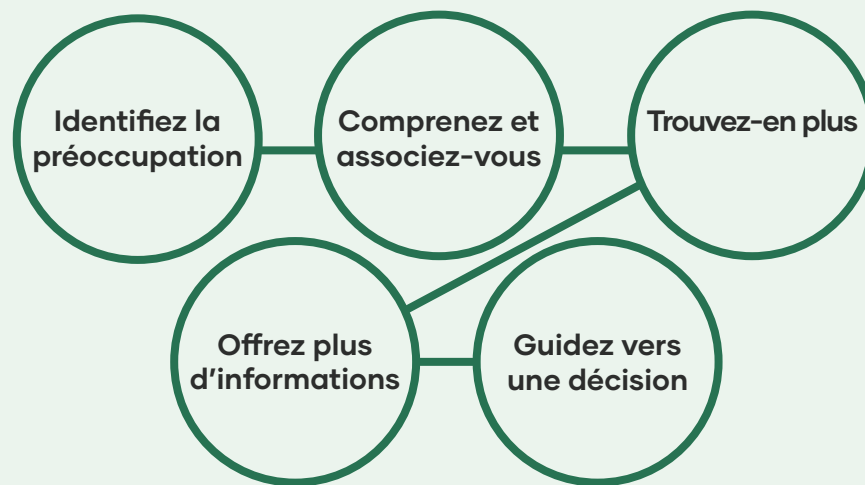 Identifiez la
préoccupation
Comprenez et
associez-vous
Trouvez-en plus
Offrez plus
d’informations
Guidez vers
une décision